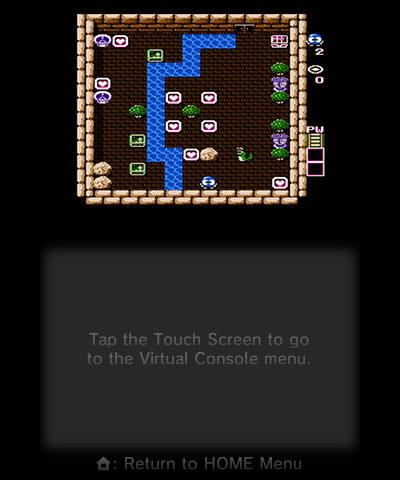 2
0
PW
Tap the Touch Screen to go
to the Virtual Console menu.
: Return to HOME Menu